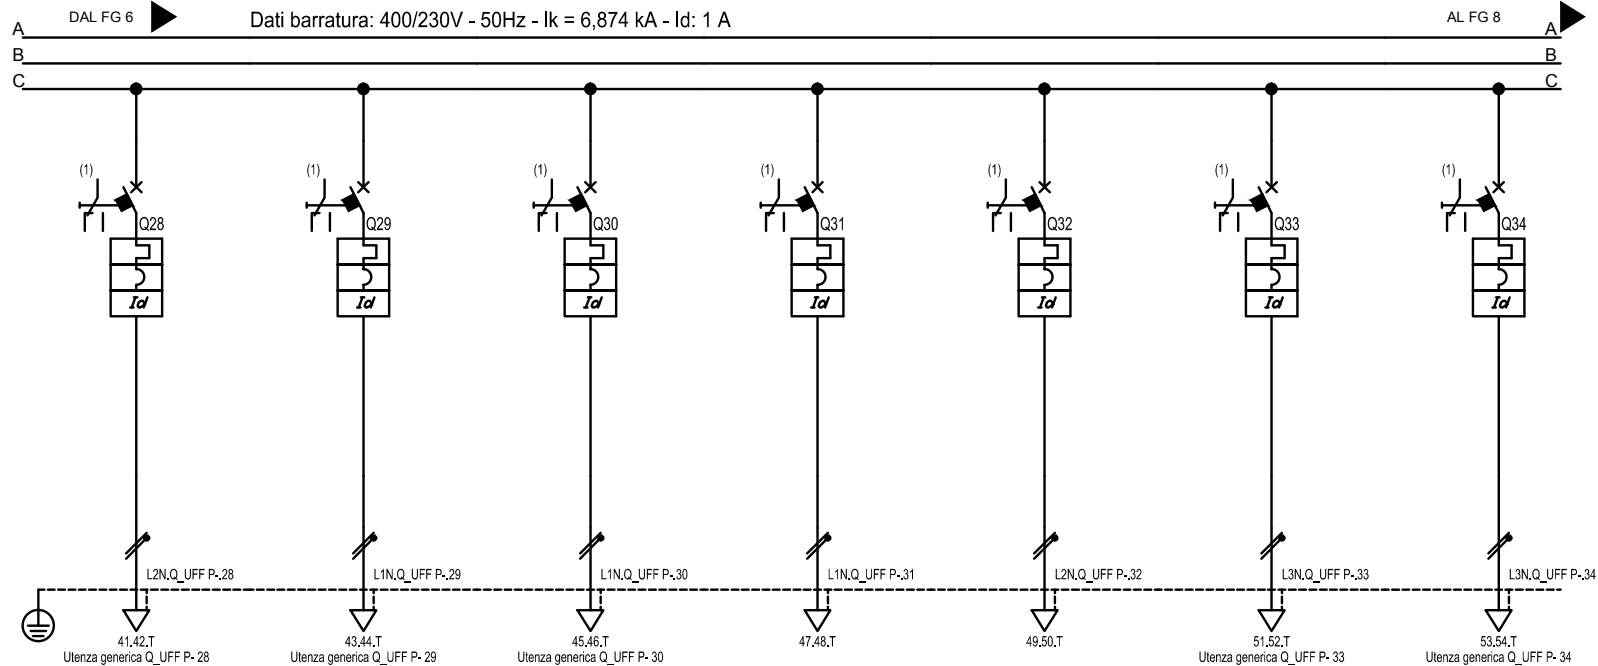 DAL FG 6
Dati barratura: 400/230V - 50Hz - Ik = 6,874 kA - Id: 1 A
AL FG 8
A A
B B
C C
(1) (1) (1) (1) (1) (1) (1)
Q28 Q29 Q30 Q31 Q32 Q33 Q34
Id Id Id Id Id Id Id
L2N.Q_UFF P-.28 L1N.Q_UFF P-.29 L1N.Q_UFF P-.30 L1N.Q_UFF P-.31 L2N.Q_UFF P-.32 L3N.Q_UFF P-.33 L3N.Q_UFF P-.34
41.42.T 43.44.T 45.46.T 47.48.T 49.50.T 51.52.T 53.54.T
Utenza generica Q_UFF P- 28 Utenza generica Q_UFF P- 29 Utenza generica Q_UFF P- 30 Utenza generica Q_UFF P- 33 Utenza generica Q_UFF P- 34